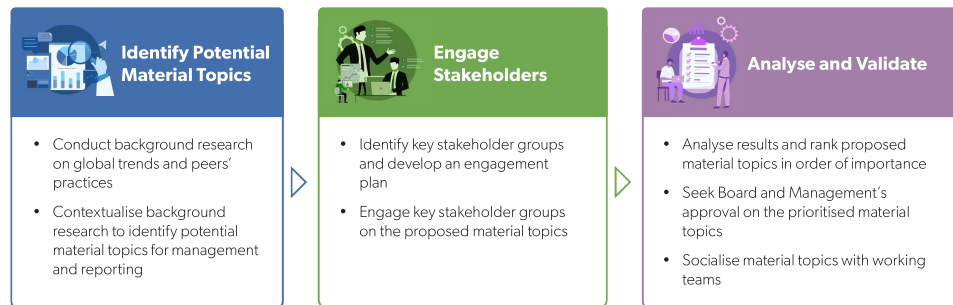 Identify Potential
Material Topics
• Conduct background research
on global trends and peers’
practices
• Contextualise background
research to identify potential
material topics for management
and reporting
Engage
Stakeholders
• Identify key stakeholder groups
and develop an engagement
plan
• Engage key stakeholder groups
on the proposed material topics
Analyse and Validate
• Analyse results and rank proposed
material topics in order of importance
• Seek Board and Management’s
approval on the prioritised material
topics
• Socialise material topics with working
teams